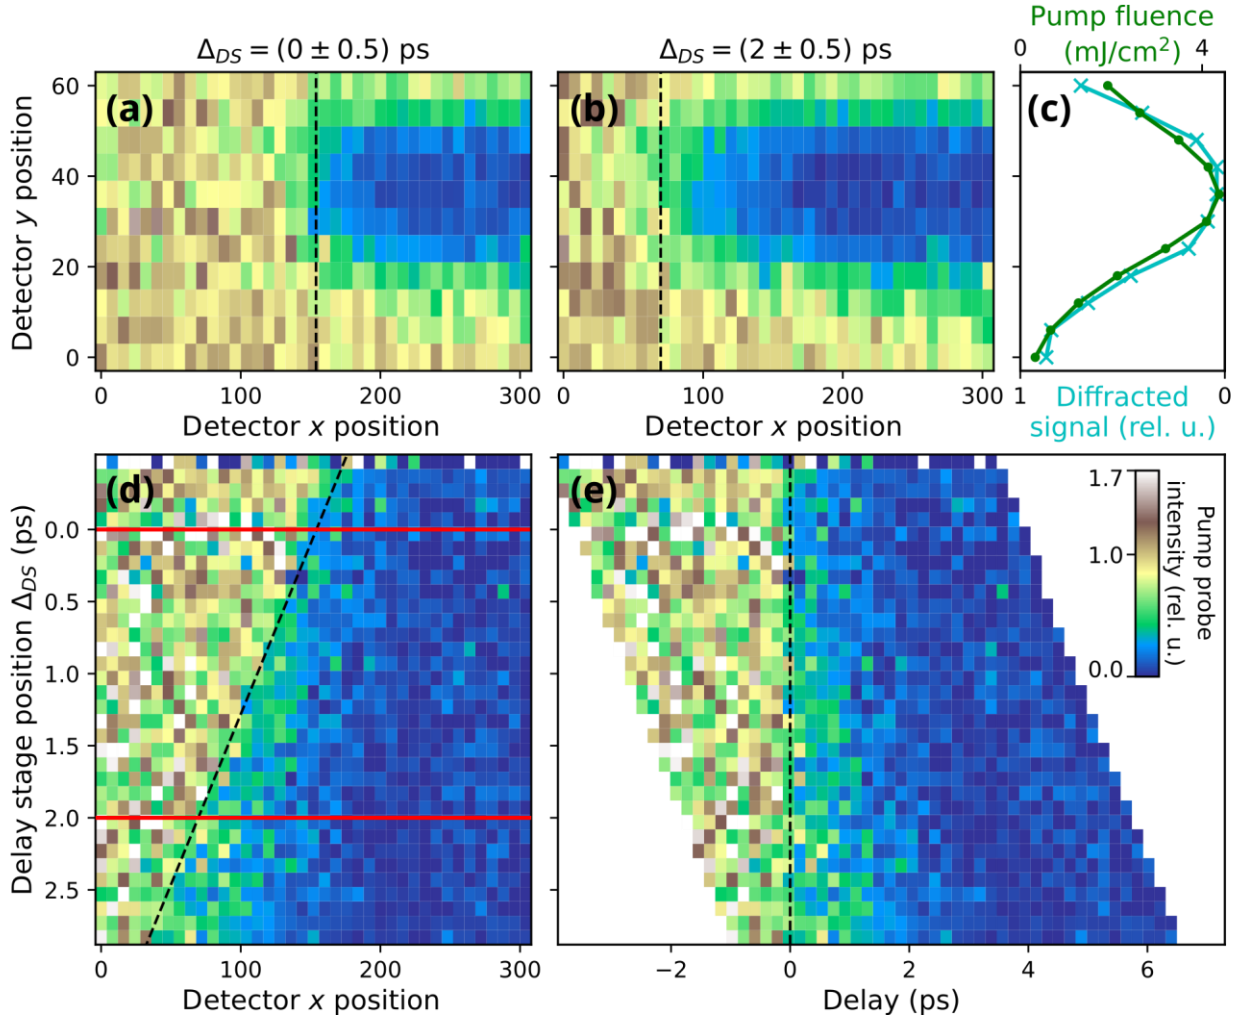 Pump fluence
(mJ/cm²)
0 4
Δ_DS = (0 ± 0.5) ps
Δ_DS = (2 ± 0.5) ps
(a)
(b)
(c)
Detector y position
60
40
20
0
0 100 200 300
Detector x position
0 100 200 300
Detector x position
1 0
Diffracted
signal (rel. u.)
(d)
(e)
Delay stage position Δ_DS (ps)
0.0
0.5
1.0
1.5
2.0
2.5
0 100 200 300
Detector x position
−2 0 2 4 6
Delay (ps)
1.7
1.0
0.0
Pump probe
intensity (rel. u.)